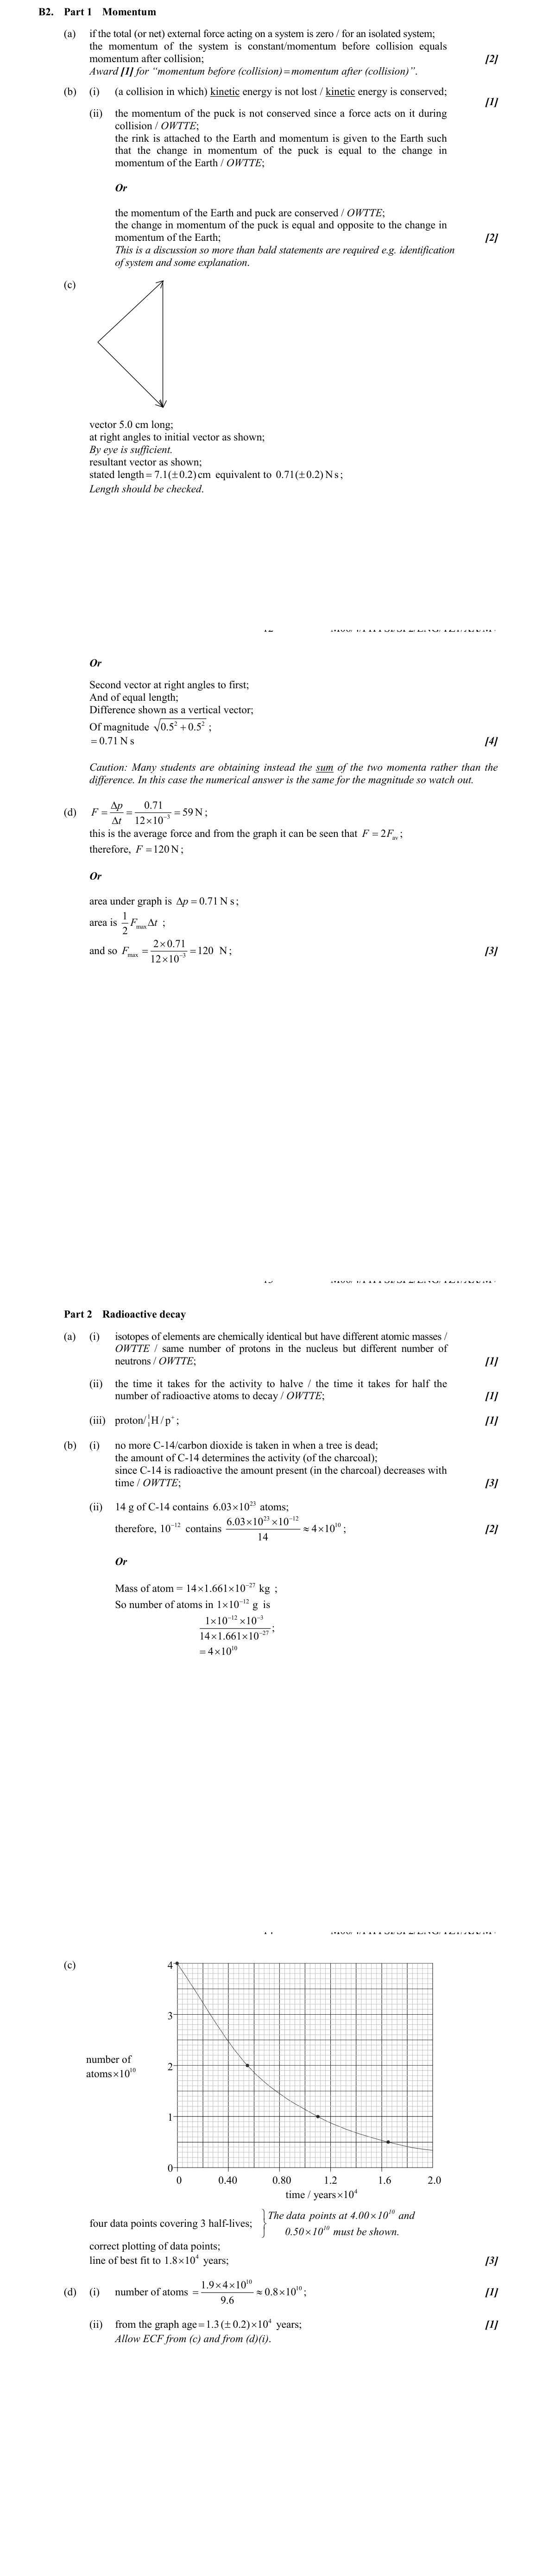 B2. Part 1 Momentum
(a) if the total (or net) external force acting on a system is zero / for an isolated system;
the momentum of the system is constant/momentum before collision equals
momentum after collision; [2]
Award [1] for “momentum before (collision) = momentum after (collision)”.
(b) (i) (a collision in which) kinetic energy is not lost / kinetic energy is conserved;
[1]
(ii) the momentum of the puck is not conserved since a force acts on it during
collision / OWTTE;
the rink is attached to the Earth and momentum is given to the Earth such
that the change in momentum of the puck is equal to the change in
momentum of the Earth / OWTTE;
Or
the momentum of the Earth and puck are conserved / OWTTE;
the change in momentum of the puck is equal and opposite to the change in
momentum of the Earth; [2]
This is a discussion so more than bald statements are required e.g. identification
of system and some explanation.
(c)
vector 5.0 cm long;
at right angles to initial vector as shown;
By eye is sufficient.
resultant vector as shown;
stated length = 7.1(±0.2)cm equivalent to 0.71(±0.2) N s;
Length should be checked.
Or
Second vector at right angles to first;
And of equal length;
Difference shown as a vertical vector;
Of magnitude √(0.5² + 0.5²) ;
= 0.71 N s [4]
Caution: Many students are obtaining instead the sum of the two momenta rather than the
difference. In this case the numerical answer is the same for the magnitude so watch out.
(d) F = Δp/Δt = 0.71/12×10⁻³ = 59 N ;
this is the average force and from the graph it can be seen that F = 2Fav ;
therefore, F = 120 N ;
Or
area under graph is Δp = 0.71 N s ;
area is 1/2 Fmax Δt ;
and so Fmax = 2×0.71/12×10⁻³ = 120 N ; [3]
Part 2 Radioactive decay
(a) (i) isotopes of elements are chemically identical but have different atomic masses /
OWTTE / same number of protons in the nucleus but different number of
neutrons / OWTTE; [1]
(ii) the time it takes for the activity to halve / the time it takes for half the
number of radioactive atoms to decay / OWTTE; [1]
(iii) proton/¹₁H / p⁺ ; [1]
(b) (i) no more C-14/carbon dioxide is taken in when a tree is dead;
the amount of C-14 determines the activity (of the charcoal);
since C-14 is radioactive the amount present (in the charcoal) decreases with
time / OWTTE; [3]
(ii) 14 g of C-14 contains 6.03×10²³ atoms;
therefore, 10⁻¹² contains 6.03×10²³ ×10⁻¹²/14 ≈ 4×10¹⁰ ; [2]
Or
Mass of atom = 14×1.661×10⁻²⁷ kg ;
So number of atoms in 1×10⁻¹² g is
1×10⁻¹² ×10⁻³/14×1.661×10⁻²⁷ ;
= 4×10¹⁰
(c)
4
3
number of
atoms×10¹⁰
2
1
0
0 0.40 0.80 1.2 1.6 2.0
time / years×10⁴
four data points covering 3 half-lives; } The data points at 4.00×10¹⁰ and
0.50×10¹⁰ must be shown.
correct plotting of data points;
line of best fit to 1.8×10⁴ years; [3]
(d) (i) number of atoms = 1.9×4×10¹⁰/9.6 ≈ 0.8×10¹⁰ ; [1]
(ii) from the graph age = 1.3 (± 0.2)×10⁴ years; [1]
Allow ECF from (c) and from (d)(i).